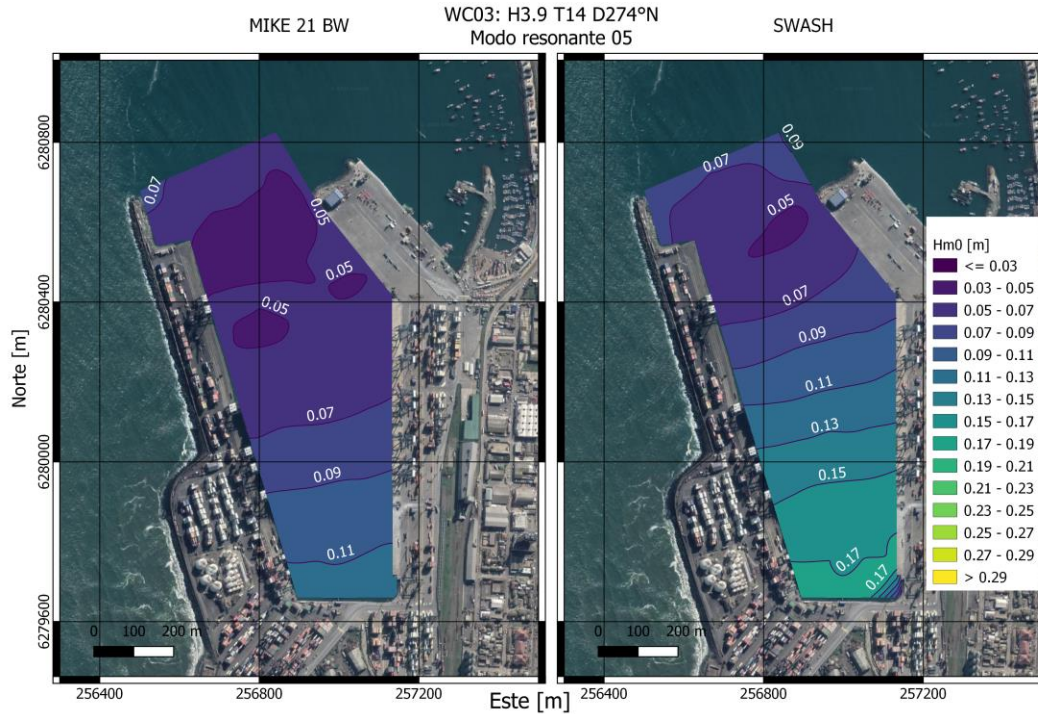 WC03: H3.9 T14 D274°N
MIKE 21 BW
SWASH
Modo resonante 05
0.07
0.05
0.05
0.05
0.07
0.09
0.11
0.09
0.07
0.05
0.07
0.09
0.11
0.13
0.15
0.17
0.17
Hm0 [m]
<= 0.03
0.03 - 0.05
0.05 - 0.07
0.07 - 0.09
0.09 - 0.11
0.11 - 0.13
0.13 - 0.15
0.15 - 0.17
0.17 - 0.19
0.19 - 0.21
0.21 - 0.23
0.23 - 0.25
0.25 - 0.27
0.27 - 0.29
> 0.29
Norte [m]
6280800
6280400
6280000
6279600
0 100 200 m
0 100 200 m
256400 256800 257200
256400 256800 257200
Este [m]